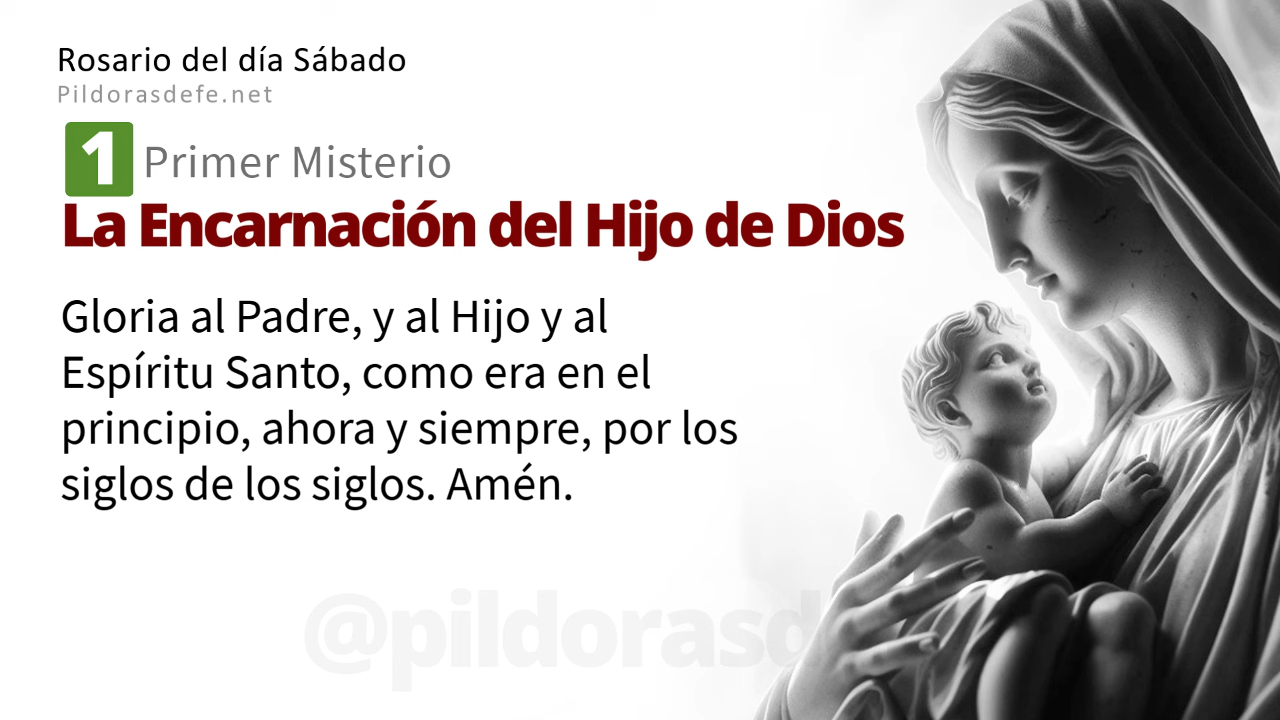 Rosario del día Sábado
Pildorasdefe.net
1 Primer Misterio
La Encarnación del Hijo de Dios
Gloria al Padre, y al Hijo y al
Espíritu Santo, como era en el
principio, ahora y siempre, por los
siglos de los siglos. Amén.
@pildorasd